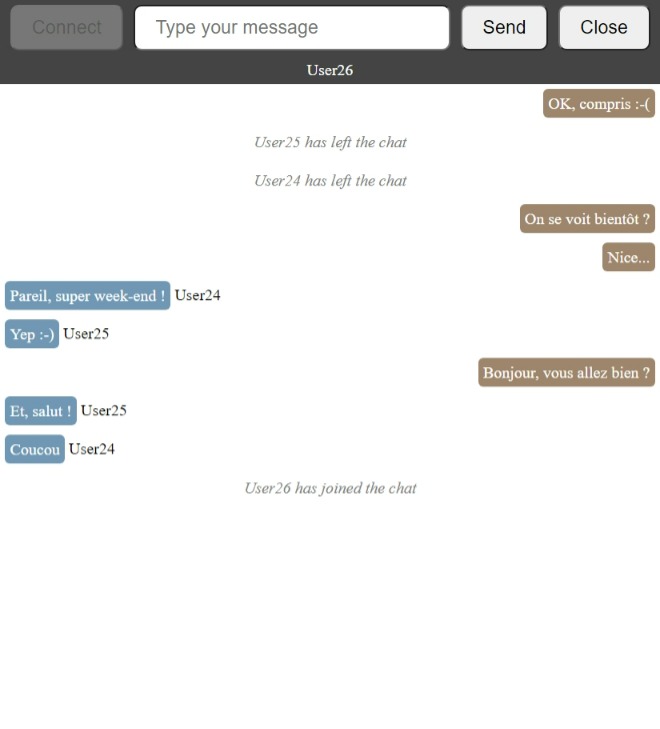 Connect Type your message Send Close
User26
OK, compris :-(
User25 has left the chat
User24 has left the chat
On se voit bientôt ?
Nice...
Pareil, super week-end ! User24
Yep :-) User25
Bonjour, vous allez bien ?
Et, salut ! User25
Coucou User24
User26 has joined the chat